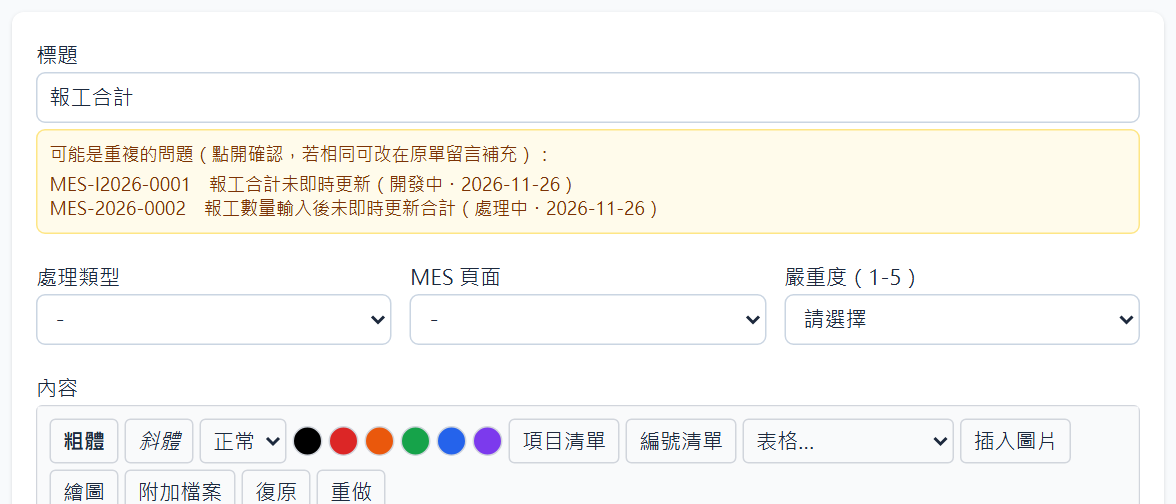 標題
報工合計
可能是重複的問題（點開確認，若相同可改在原單留言補充）：
MES-I2026-0001　報工合計未即時更新（開發中・2026-11-26）
MES-2026-0002　報工數量輸入後未即時更新合計（處理中・2026-11-26）
處理類型　MES 頁面　嚴重度（1-5）
-　-　請選擇
內容
粗體　斜體　正常　項目清單　編號清單　表格...　插入圖片
繪圖　附加檔案　復原　重做